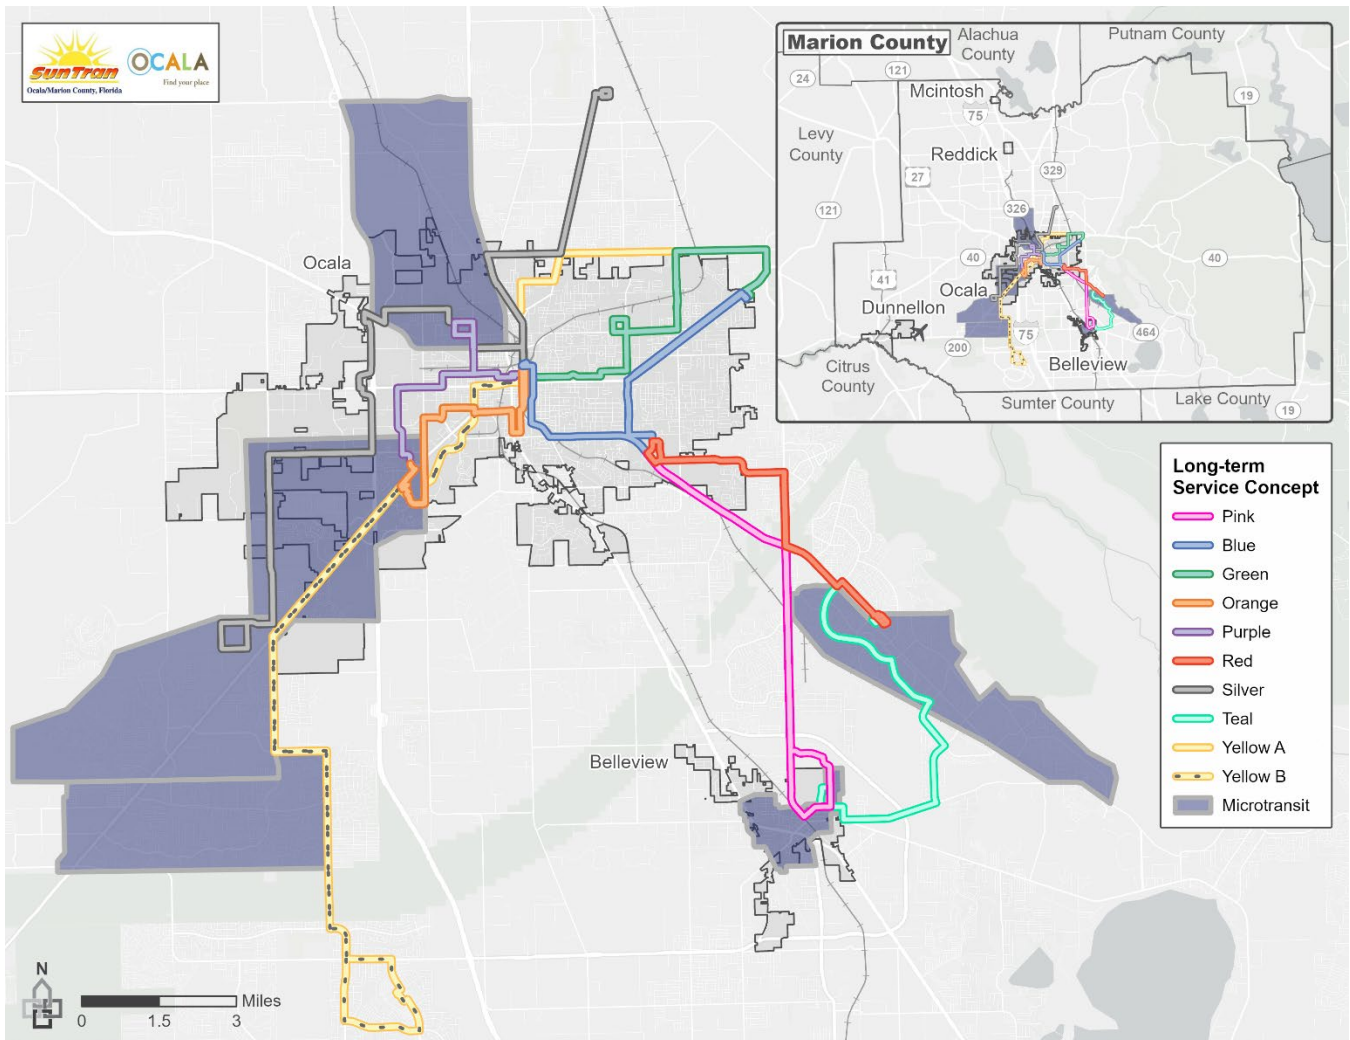 SunTran
Ocala/Marion County, Florida
OCALA
Find your place
Marion County
Alachua
County
Putnam County
24
121
Mcintosh
19
75
Levy
County
Reddick
27
329
121
326
40
40
41
Ocala
Dunnellon
75
464
200
Belleview
Citrus
County
Sumter County
Lake County
19
Ocala
Belleview
Long-term
Service Concept
Pink
Blue
Green
Orange
Purple
Red
Silver
Teal
Yellow A
Yellow B
Microtransit
N
Miles
0 1.5 3